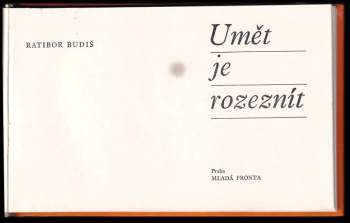 RATIBOR BUDIŠ
Umět
je
rozeznít
Praha
MLADÁ FRONTA